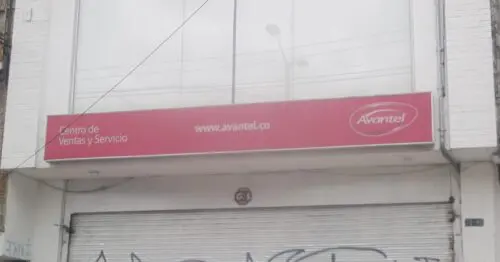 Centro de
Ventas y Servicio
www.avantel.co
Avantel